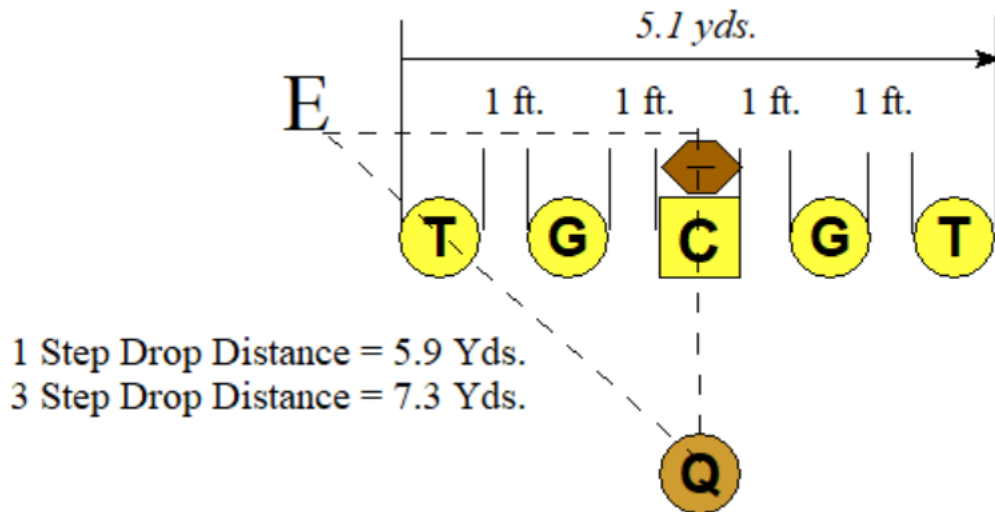 5.1 yds.
E 1 ft. 1 ft. 1 ft. 1 ft.
T G C G T
1 Step Drop Distance = 5.9 Yds.
3 Step Drop Distance = 7.3 Yds.
Q